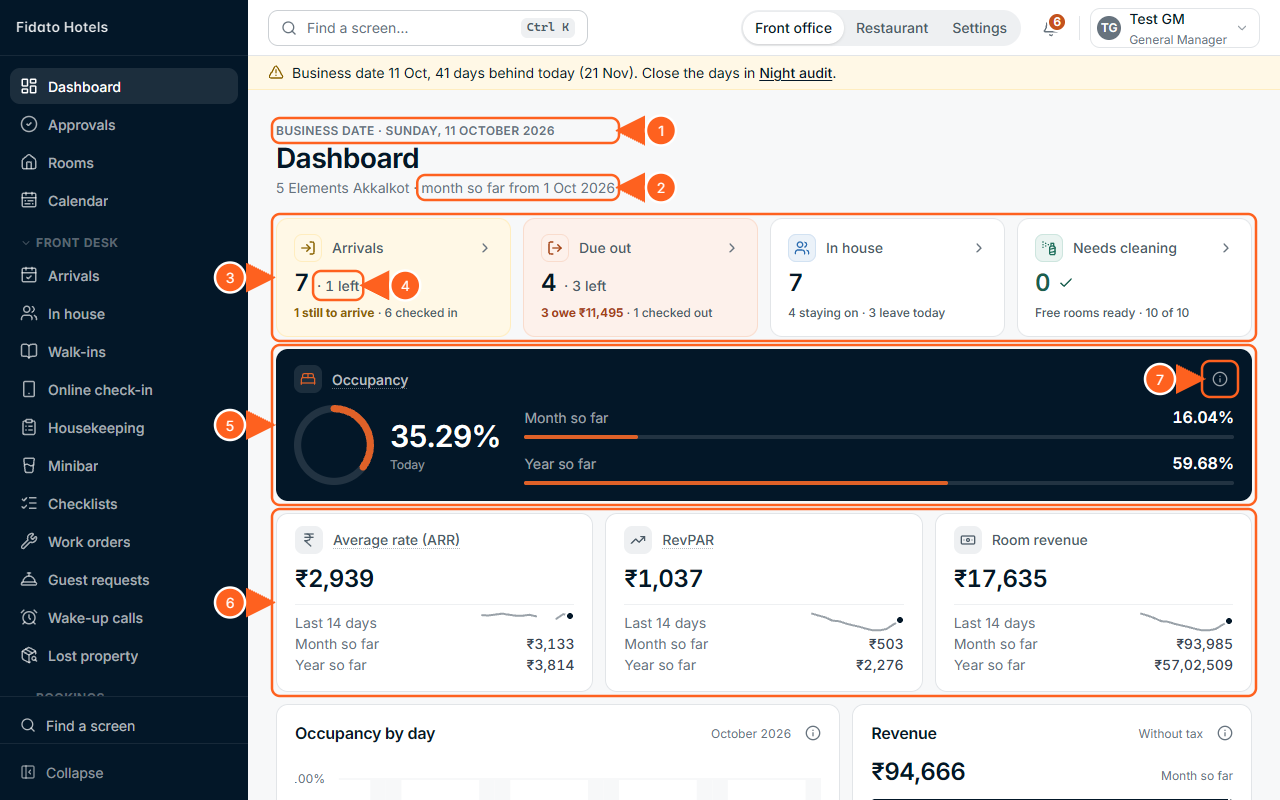 Fidato Hotels
Find a screen...
Ctrl K
Front office
Restaurant
Settings
6
TG
Test GM
General Manager
Business date 11 Oct, 41 days behind today (21 Nov). Close the days in Night audit.
Dashboard
Approvals
Rooms
Calendar
FRONT DESK
Arrivals
In house
Walk-ins
Online check-in
Housekeeping
Minibar
Checklists
Work orders
Guest requests
Wake-up calls
Lost property
BOOKINGS
Find a screen
Collapse
BUSINESS DATE · SUNDAY, 11 OCTOBER 2026
1
Dashboard
5 Elements Akkalkot · month so far from 1 Oct 2026
2
3
Arrivals
7 · 1 left
4
1 still to arrive · 6 checked in
Due out
4 · 3 left
3 owe ₹11,495 · 1 checked out
In house
7
4 staying on · 3 leave today
Needs cleaning
0
Free rooms ready · 10 of 10
5
Occupancy
7
35.29%
Today
Month so far
16.04%
Year so far
59.68%
6
Average rate (ARR)
₹2,939
Last 14 days
Month so far ₹3,133
Year so far ₹3,814
RevPAR
₹1,037
Last 14 days
Month so far ₹503
Year so far ₹2,276
Room revenue
₹17,635
Last 14 days
Month so far ₹93,985
Year so far ₹57,02,509
Occupancy by day
October 2026
.00%
Revenue
Without tax
₹94,666
Month so far